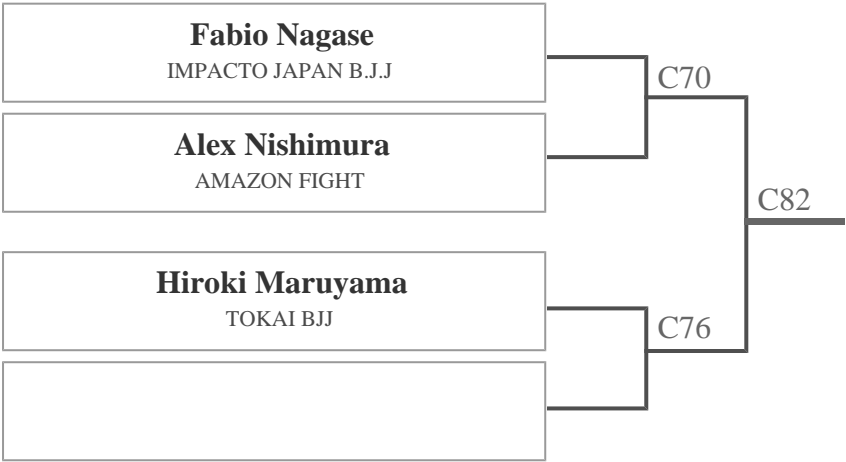 Fabio Nagase
IMPACTO JAPAN B.J.J
C70
Alex Nishimura
AMAZON FIGHT
C82
Hiroki Maruyama
TOKAI BJJ
C76